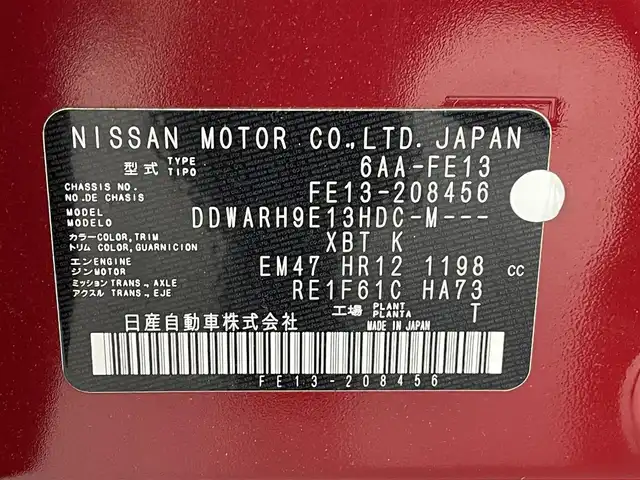 NISSAN MOTOR CO.,LTD. JAPAN
型式 TYPE TIPO 6AA-FE13
CHASSIS NO. NO.DE CHASIS FE13-208456
MODEL MODELO DDWARH9E13HDC-M---
カラー COLOR, TRIM トリム COLOR, GUARNICION XBT K
エンジン ENGINE MOTOR EM47 HR12 1198 cc
ミッション TRANS., AXLE アクスル TRANS., EJE RE1F61C HA73
工場 PLANT PLANTA T
日産自動車株式会社 MADE IN JAPAN
FE13-208456